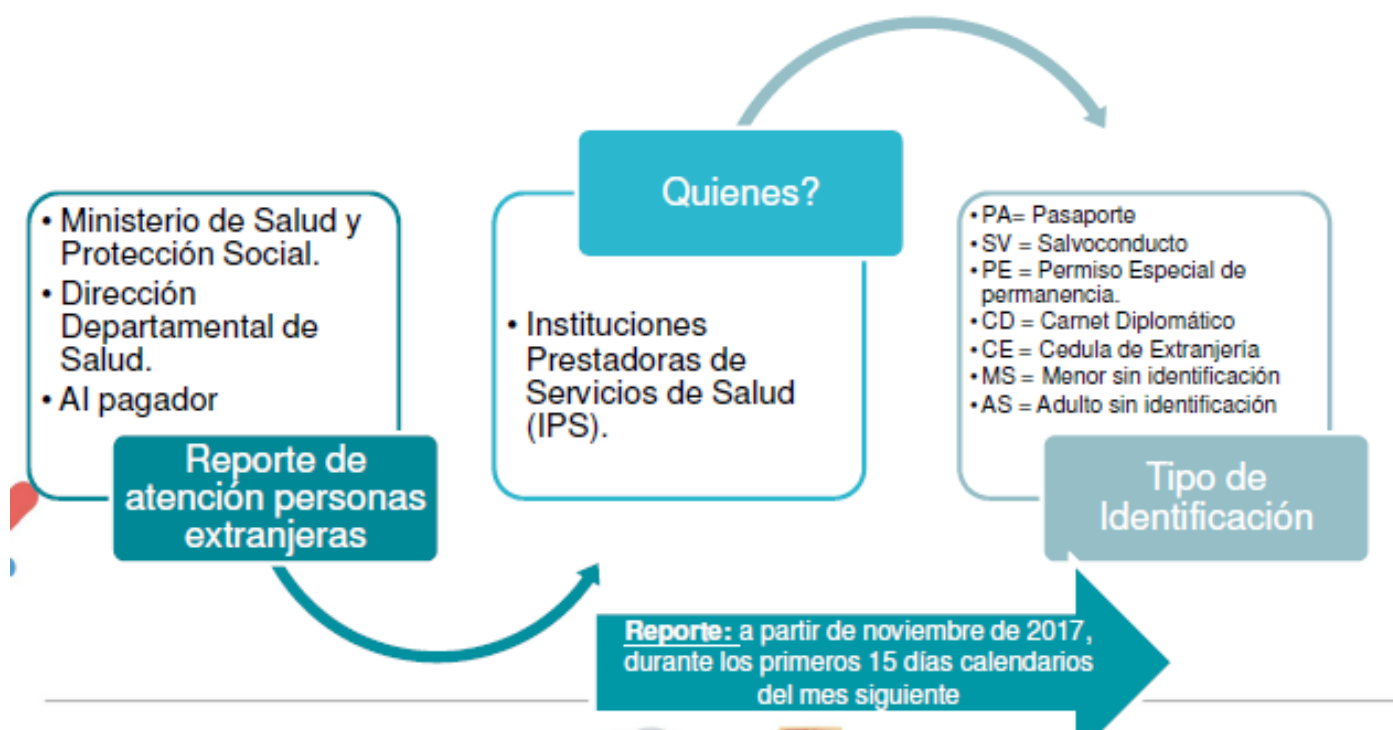 • Ministerio de Salud y
Protección Social.
• Dirección
Departamental de
Salud.
• Al pagador
Reporte de
atención personas
extranjeras
Quienes?
• Instituciones
Prestadoras de
Servicios de Salud
(IPS).
• PA= Pasaporte
• SV = Salvoconducto
• PE = Permiso Especial de
permanencia.
• CD = Carnet Diplomático
• CE = Cedula de Extranjería
• MS = Menor sin identificación
• AS = Adulto sin identificación
Tipo de
Identificación
Reporte: a partir de noviembre de 2017,
durante los primeros 15 días calendarios
del mes siguiente